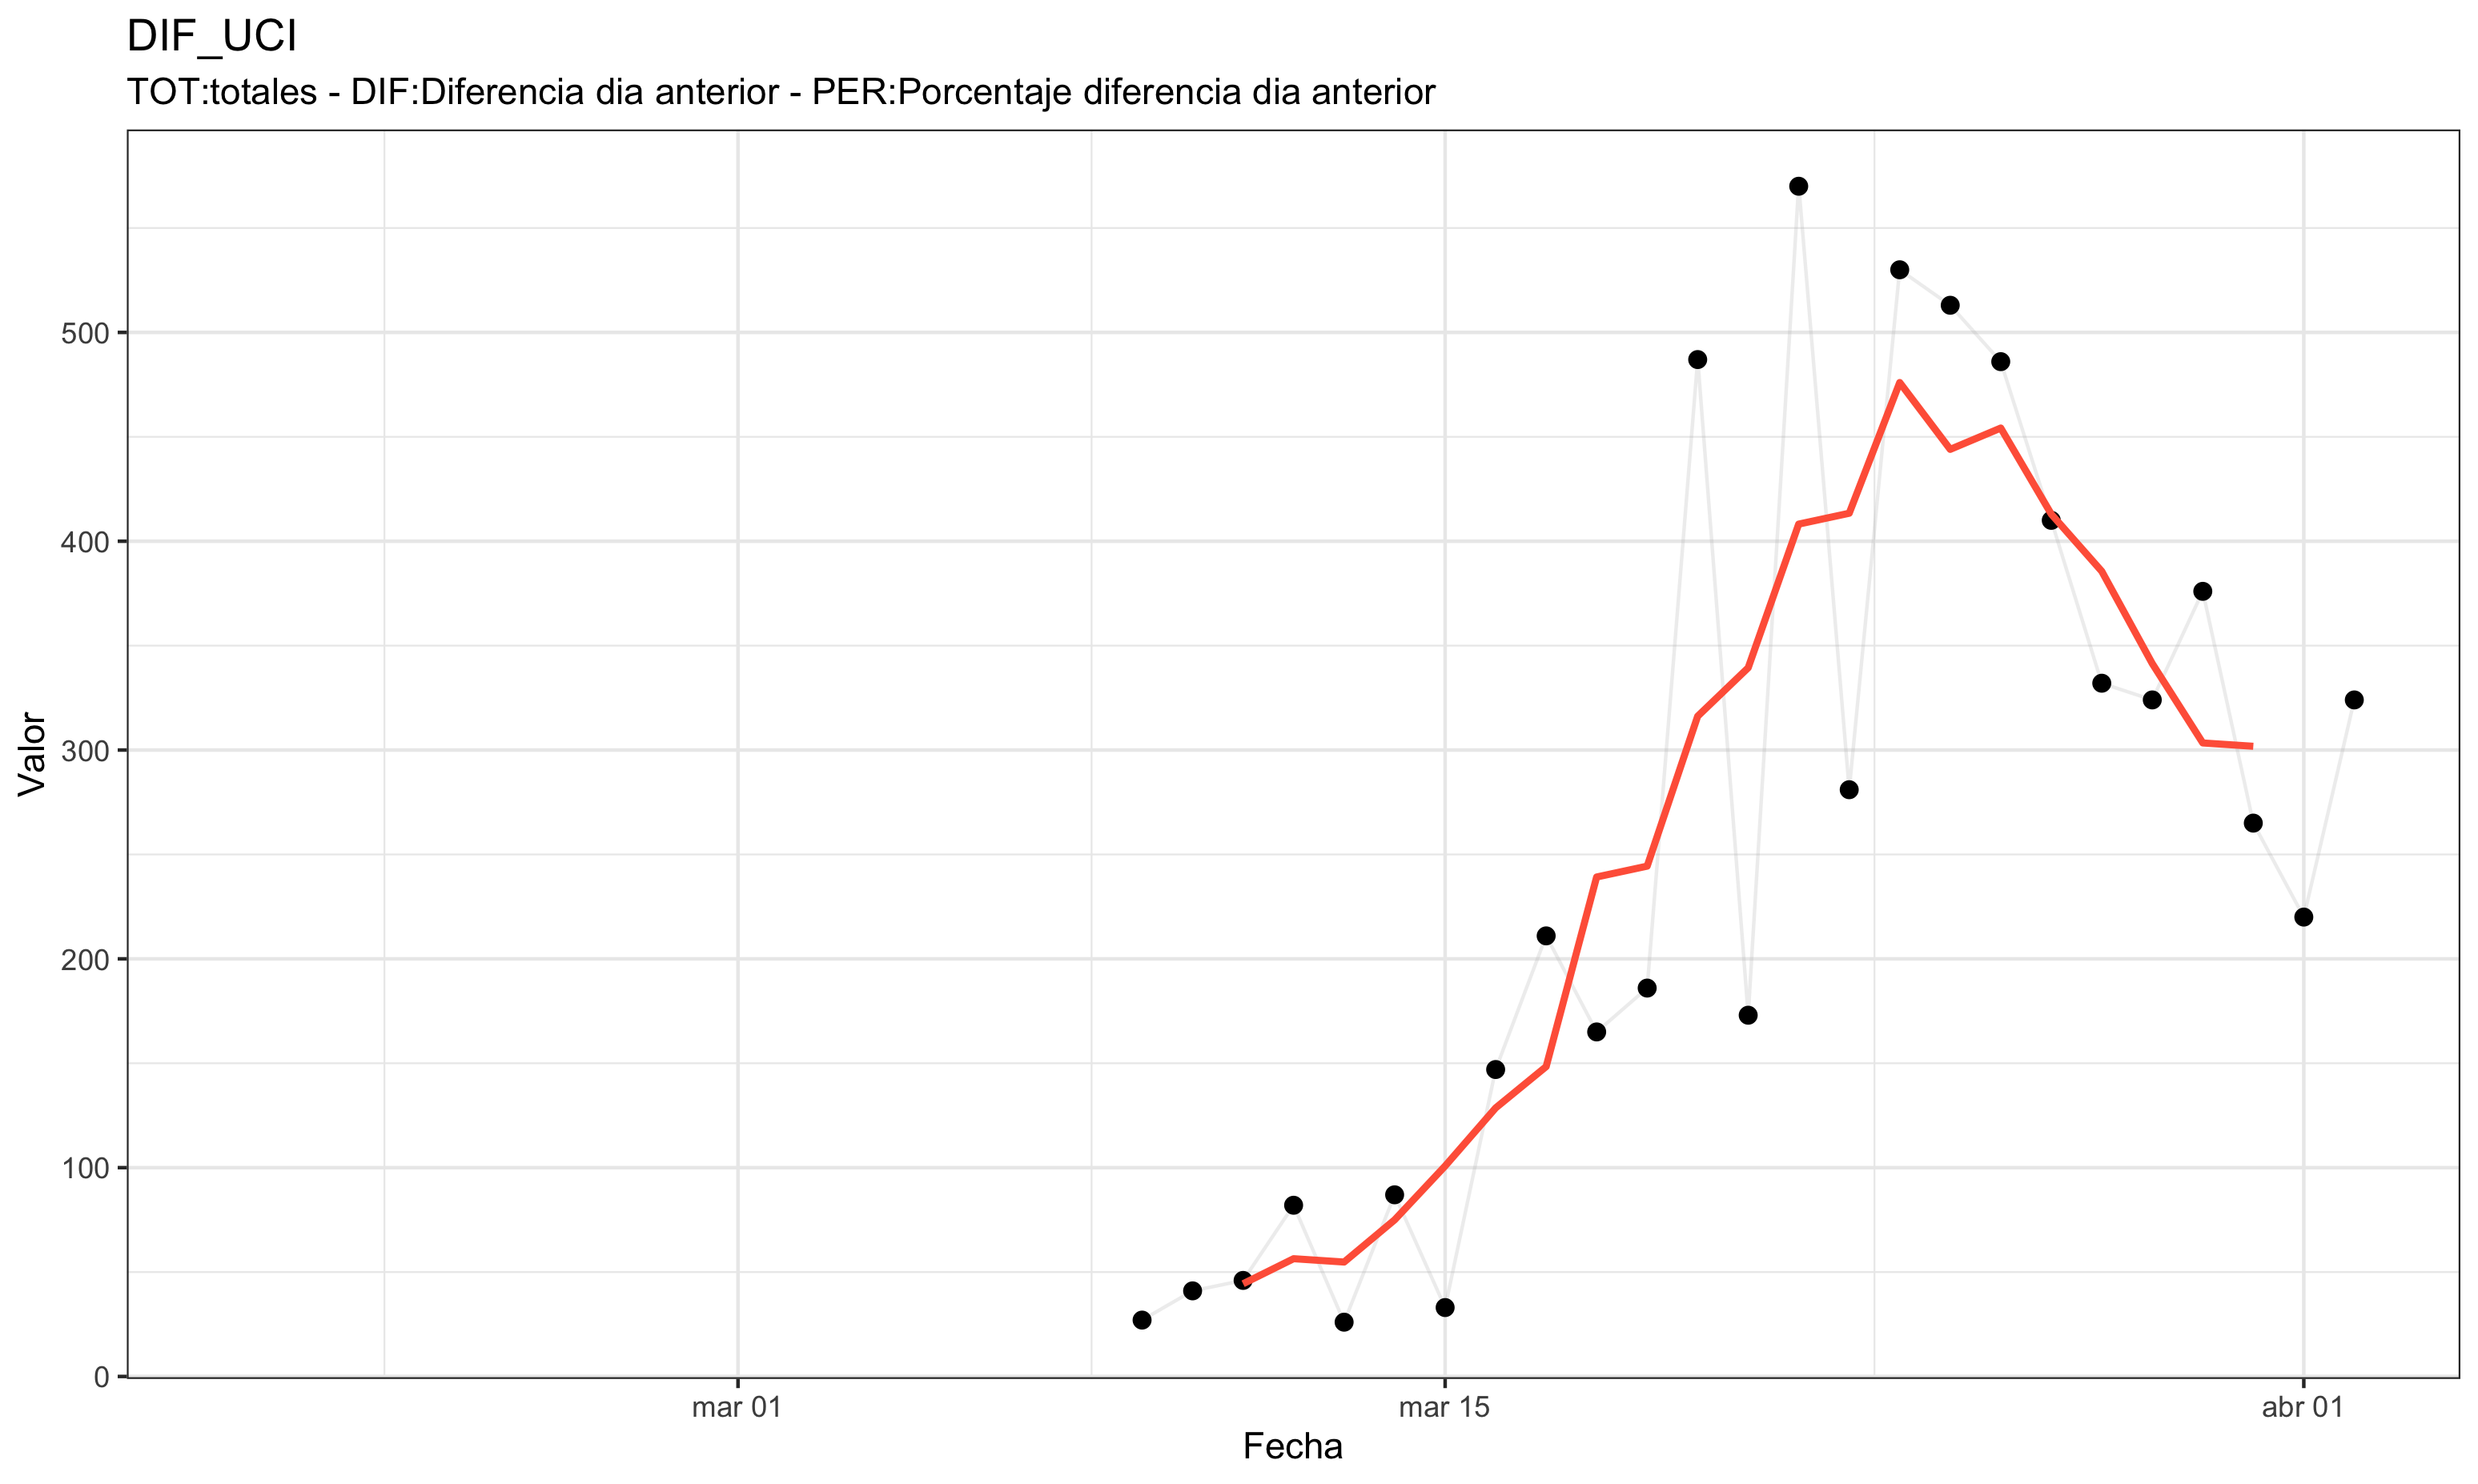 DIF_UCI
TOT:totales - DIF:Diferencia dia anterior - PER:Porcentaje diferencia dia anterior
Valor
500
400
300
200
100
0
mar 01
mar 15
abr 01
Fecha